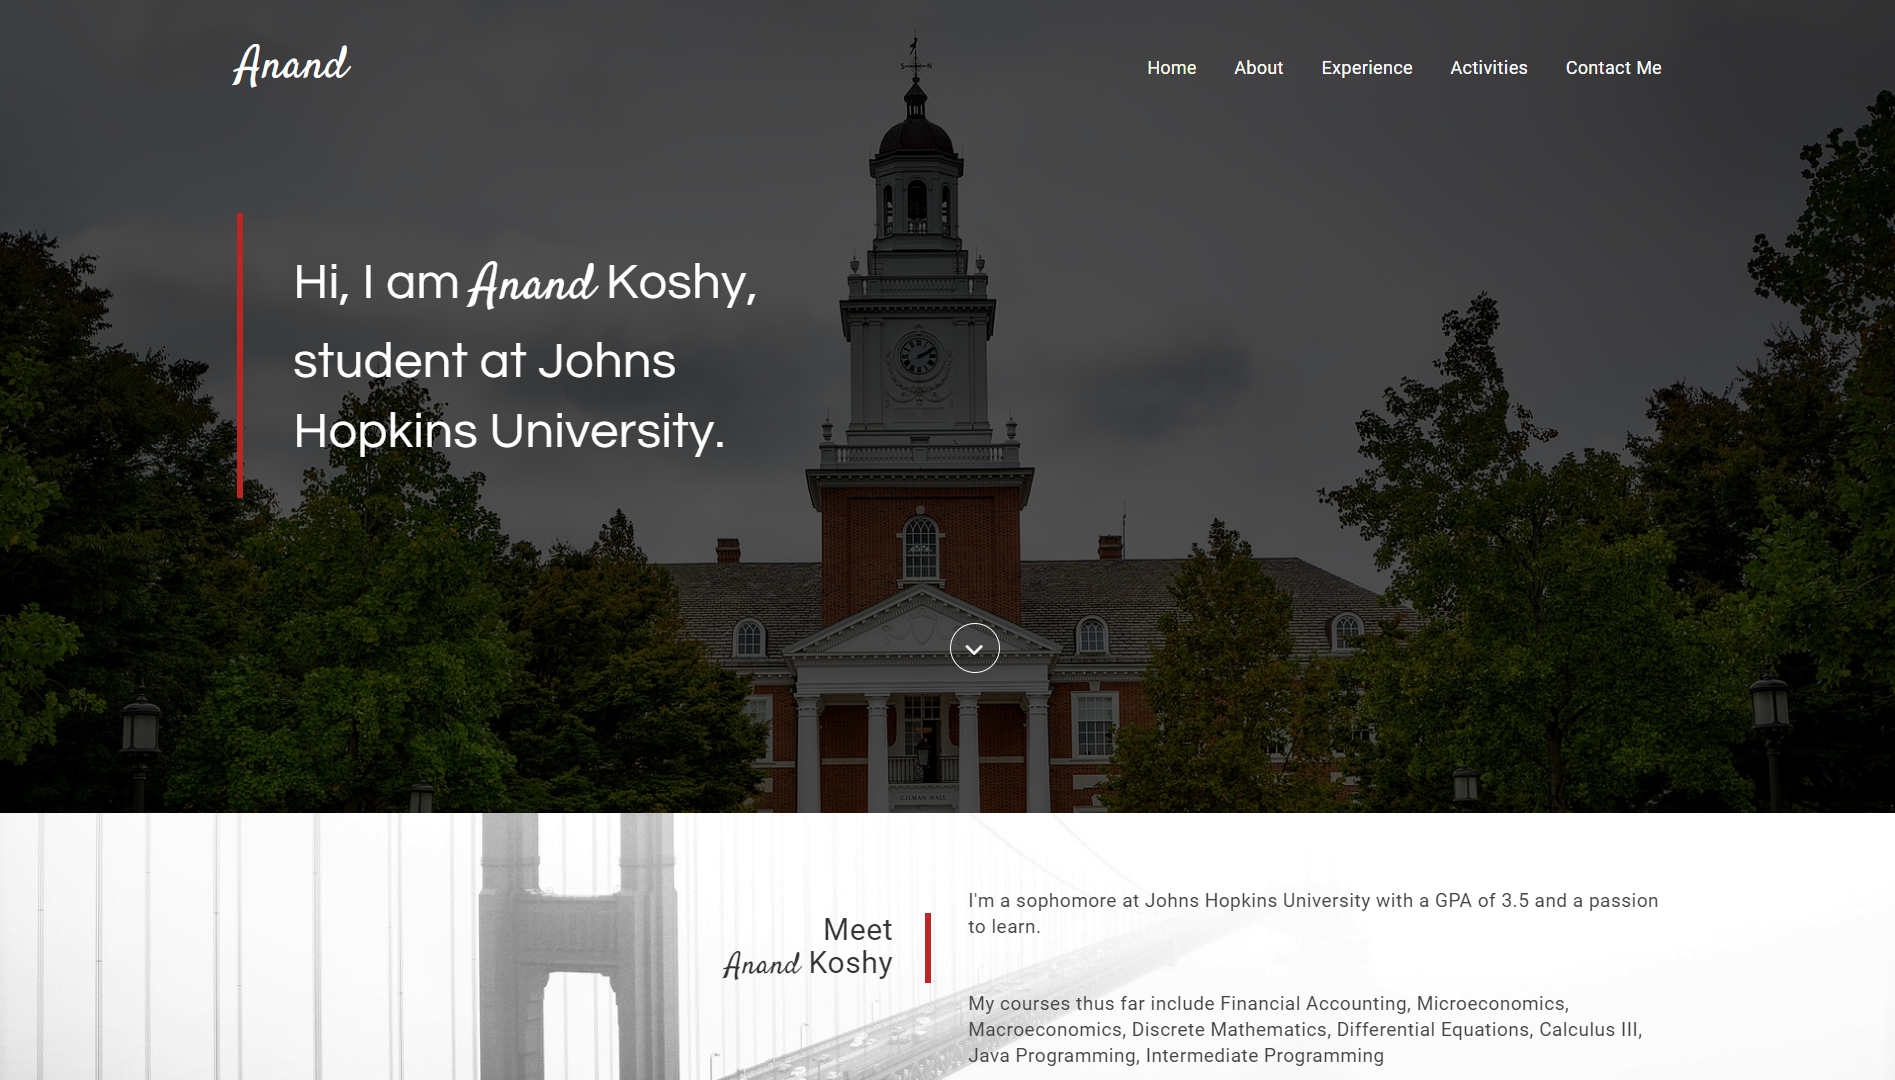 Anand
Home About Experience Activities Contact Me
S N
Hi, I am Anand Koshy,
student at Johns
Hopkins University.
GILMAN HALL
Meet
Anand Koshy
I'm a sophomore at Johns Hopkins University with a GPA of 3.5 and a passion
to learn.
My courses thus far include Financial Accounting, Microeconomics,
Macroeconomics, Discrete Mathematics, Differential Equations, Calculus III,
Java Programming, Intermediate Programming